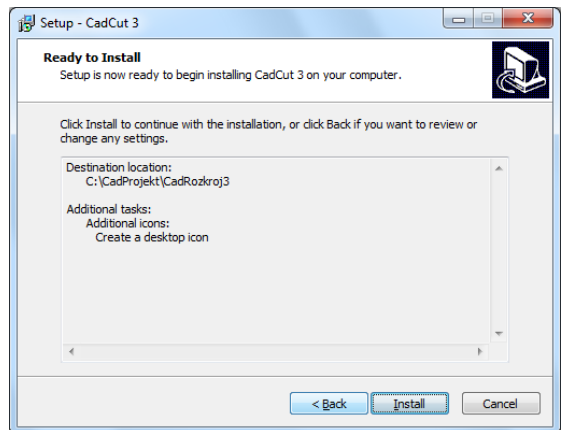 Setup - CadCut 3
Ready to Install
Setup is now ready to begin installing CadCut 3 on your computer.
Click Install to continue with the installation, or click Back if you want to review or
change any settings.
Destination location:
C:\CadProjekt\CadRozkroj3
Additional tasks:
Additional icons:
Create a desktop icon
< Back
Install
Cancel